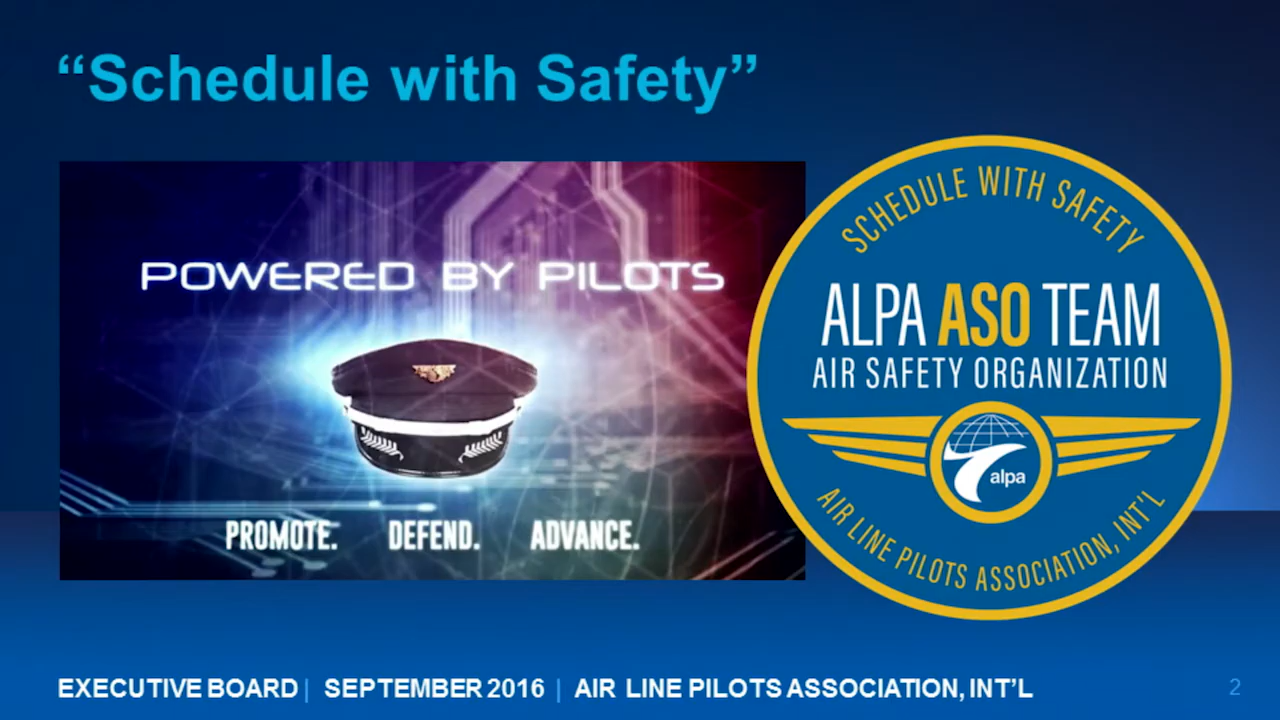 “Schedule with Safety”
POWERED BY PILOTS
PROMOTE. DEFEND. ADVANCE.
SCHEDULE WITH SAFETY
ALPA ASO TEAM
AIR SAFETY ORGANIZATION
alpa
AIR LINE PILOTS ASSOCIATION, INT'L
EXECUTIVE BOARD | SEPTEMBER 2016 | AIR LINE PILOTS ASSOCIATION, INT’L
2